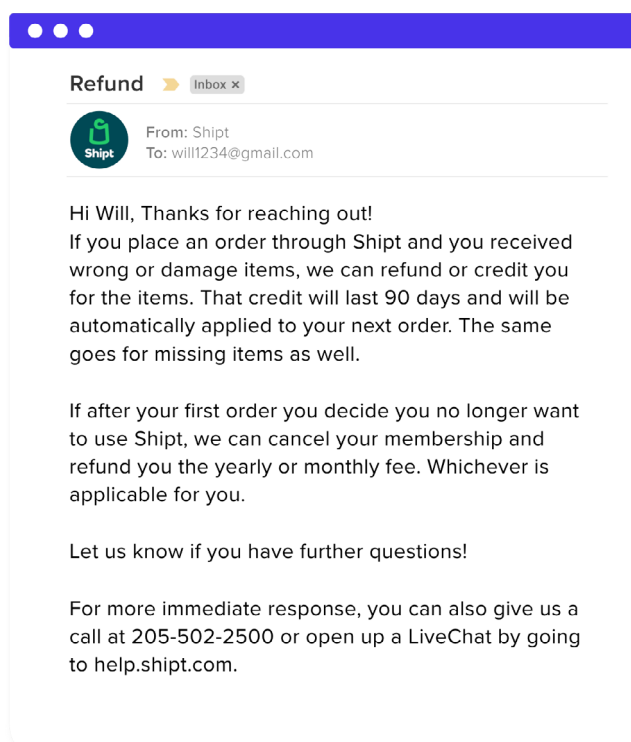 Refund Inbox ×
Shipt
From: Shipt
To: will1234@gmail.com
Hi Will, Thanks for reaching out!
If you place an order through Shipt and you received
wrong or damage items, we can refund or credit you
for the items. That credit will last 90 days and will be
automatically applied to your next order. The same
goes for missing items as well.
If after your first order you decide you no longer want
to use Shipt, we can cancel your membership and
refund you the yearly or monthly fee. Whichever is
applicable for you.
Let us know if you have further questions!
For more immediate response, you can also give us a
call at 205-502-2500 or open up a LiveChat by going
to help.shipt.com.